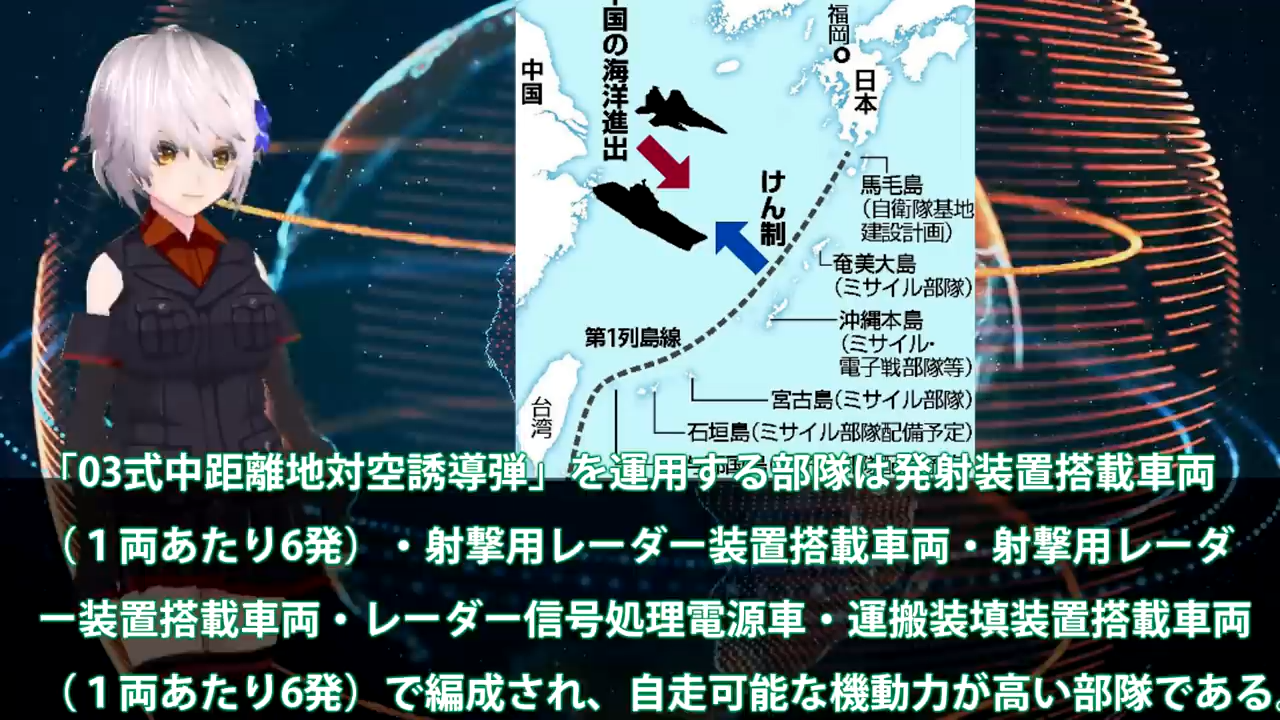 中国の海洋進出
福岡
中国
日本
けん制
馬毛島
(自衛隊基地
建設計画)
奄美大島
(ミサイル部隊)
沖縄本島
(ミサイル・
電子戦部隊等)
第1列島線
宮古島(ミサイル部隊)
台湾
石垣島(ミサイル部隊配備予定)
「03式中距離地対空誘導弾」を運用する部隊は発射装置搭載車両
（１両あたり6発）・射撃用レーダー装置搭載車両・射撃用レーダ
ー装置搭載車両・レーダー信号処理電源車・運搬装填装置搭載車両
（１両あたり6発）で編成され、自走可能な機動力が高い部隊である。